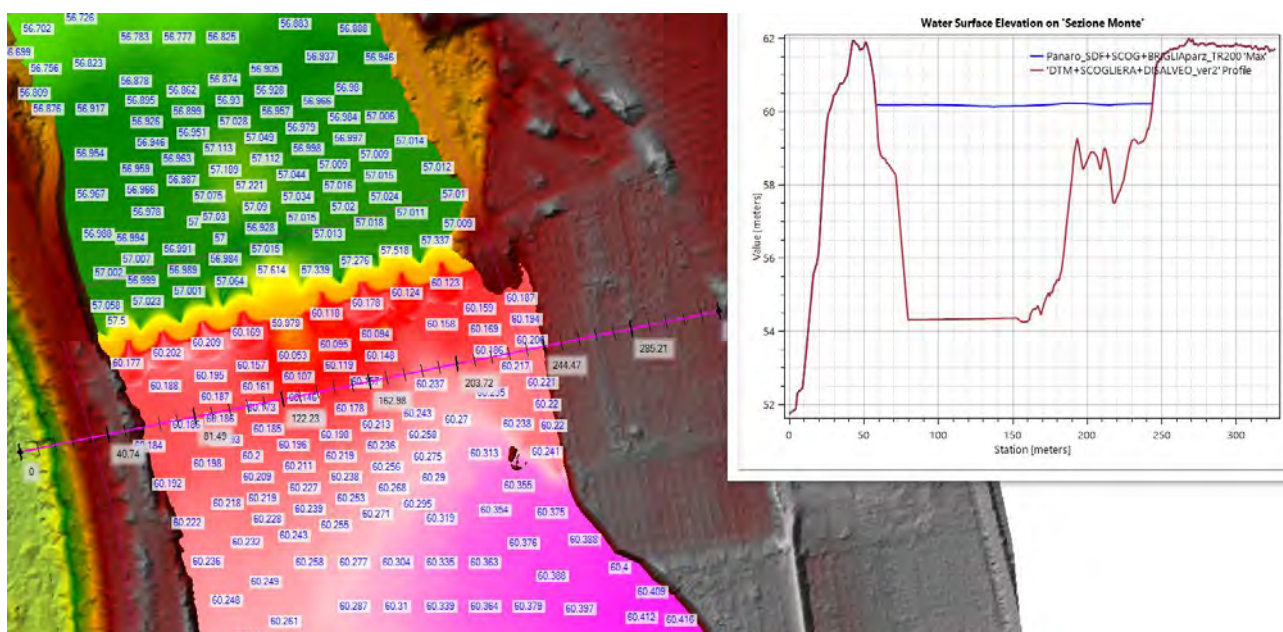 Water Surface Elevation on 'Sezione Monte'
Panaro_SDF+SCOG+BRIGLIAparz_TR200 'Max'
'DTM+SCOGLIERA+DISALVEO_ver2' Profile
Value [meters]
62
60
58
56
54
52
0 50 100 150 200 250 300
Station [meters]
56.726 56.883
56.702 56.783 56.777 56.825 56.888
56.937 56.946
56.756 56.823 56.905
56.878 56.874 56.98
56.809 56.862 56.928
56.895 56.93 56.966
56.876 56.917 56.899 56.957 56.984 57.006
56.926 57.028 56.979
56.951 57.049 56.997 57.014
56.946 57.113 56.998
56.954 56.963 57.112 57.009 57.012
56.959 57.189 57.044 57.015
56.987 57.221 57.016
56.967 56.966 57.075 57.034 57.024 57.01
56.978 57.09 57.02 57.011
57.03 57.015 57.018 57.009
56.988 56.994 57 56.928 57.013
56.991 57.015 57.518 57.337
57.007 56.984 57.276
57.002 56.989 57.614 57.339
56.999 57.064
57.001 60.123
57.058 57.023 60.124 60.187
57.5 60.178 60.159
60.118 60.194
60.169 60.979 60.158 60.169
60.209 60.094 60.206
60.202 60.095
60.177 60.053 60.148 60.186
60.157 60.119 60.217
60.195 60.107 60.237 60.221
60.188 60.161
60.187 60.178 60.243 60.22
60.173
60.186 60.213 60.27 60.238 60.22
60.185 60.198 60.258
60.196 60.236
60.2 60.219 60.275 60.313 60.241
60.198 60.211 60.256
60.192 60.209 60.238 60.29 60.355
60.227 60.268
60.218 60.219 60.253 60.295
60.239 60.271 60.354 60.375
60.222 60.228 60.255 60.319
60.232 60.243 60.376 60.388
60.236 60.258 60.277 60.304 60.335 60.363 60.4
60.249 60.388
60.248 60.409
60.287 60.31 60.339 60.364 60.379 60.397
60.261 60.412 60.416
0 40.74 81.49 122.23 162.98 203.72 244.47 285.21